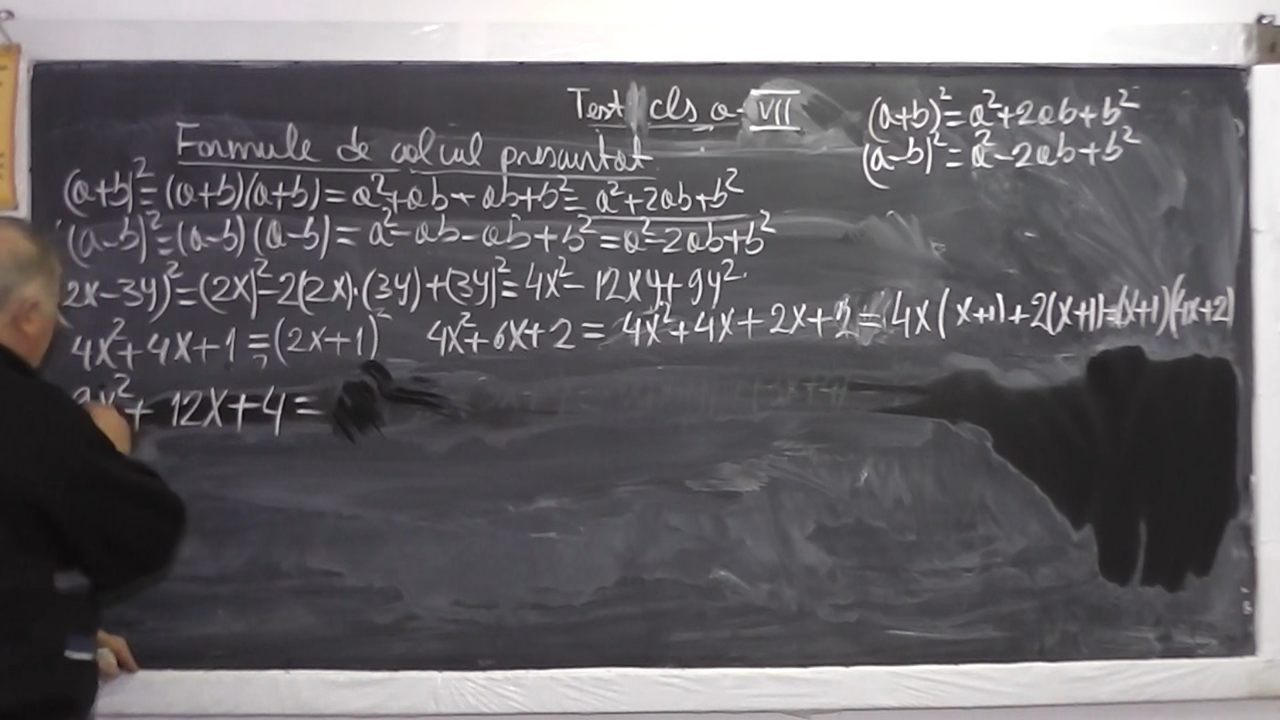 Test cls a-VII
(a+b)²=a²+2ab+b²
(a-b)²=a²-2ab+b²
Formule de calcul prescurtat
(a+b)²=(a+b)(a+b)=a²+ab+ab+b²=a²+2ab+b²
(a-b)²=(a-b)(a-b)=a²-ab-ab+b²=a²-2ab+b²
2x-3y)²=(2x)²-2(2x)·(3y)+(3y)²=4x²-12xy+9y².
4x²+4x+1=(2x+1)² 4x²+6x+2=4x²+4x+2x+2=4x(x+1)+2(x+1)=(x+1)(4x+2)
+12x+4=